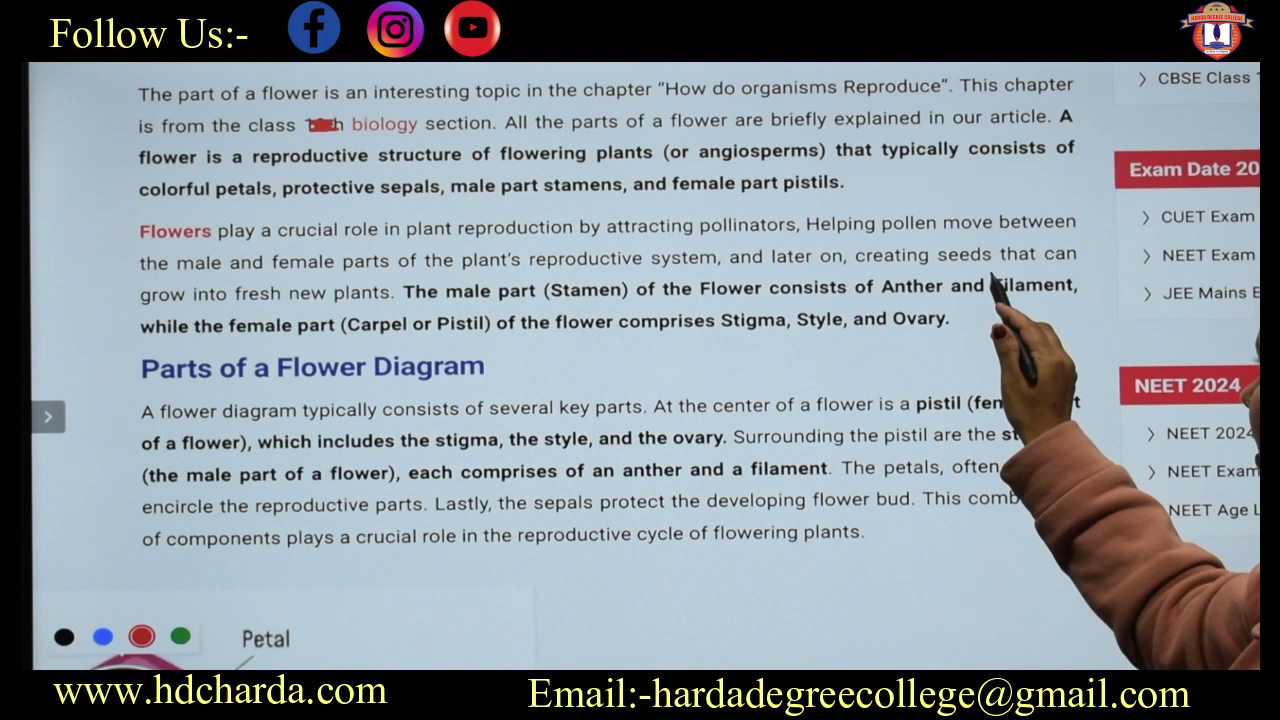 Follow Us:-
HARDA DEGREE COLLEGE
The part of a flower is an interesting topic in the chapter “How do organisms Reproduce”. This chapter
is from the class biology section. All the parts of a flower are briefly explained in our article. A
flower is a reproductive structure of flowering plants (or angiosperms) that typically consists of
colorful petals, protective sepals, male part stamens, and female part pistils.
Flowers play a crucial role in plant reproduction by attracting pollinators, Helping pollen move between
the male and female parts of the plant's reproductive system, and later on, creating seeds that can
grow into fresh new plants. The male part (Stamen) of the Flower consists of Anther and Filament,
while the female part (Carpel or Pistil) of the flower comprises Stigma, Style, and Ovary.
Parts of a Flower Diagram
A flower diagram typically consists of several key parts. At the center of a flower is a pistil
of a flower), which includes the stigma, the style, and the ovary. Surrounding the pistil are the
(the male part of a flower), each comprises of an anther and a filament. The petals, often
encircle the reproductive parts. Lastly, the sepals protect the developing flower bud. This
of components plays a crucial role in the reproductive cycle of flowering plants.
Petal
CBSE Class
Exam Date 20
CUET Exam
NEET Exam
JEE Mains E
NEET 2024
NEET 2024
NEET Exam
NEET Age L
www.hdcharda.com
Email:-hardadegreecollege@gmail.com